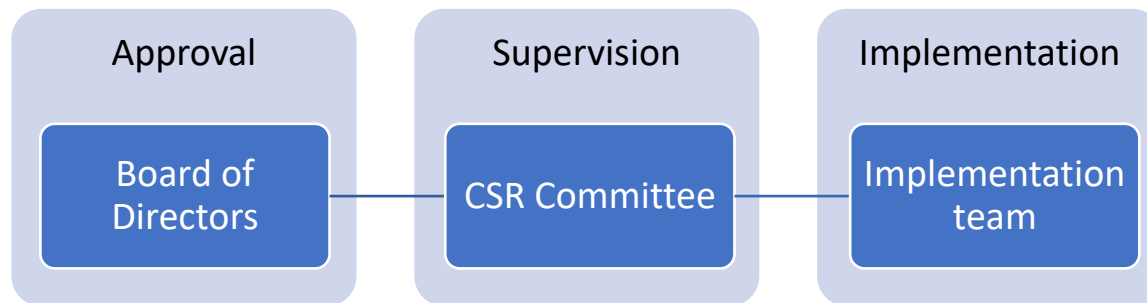 Approval
Supervision
Implementation
Board of
Directors
CSR Committee
Implementation
team